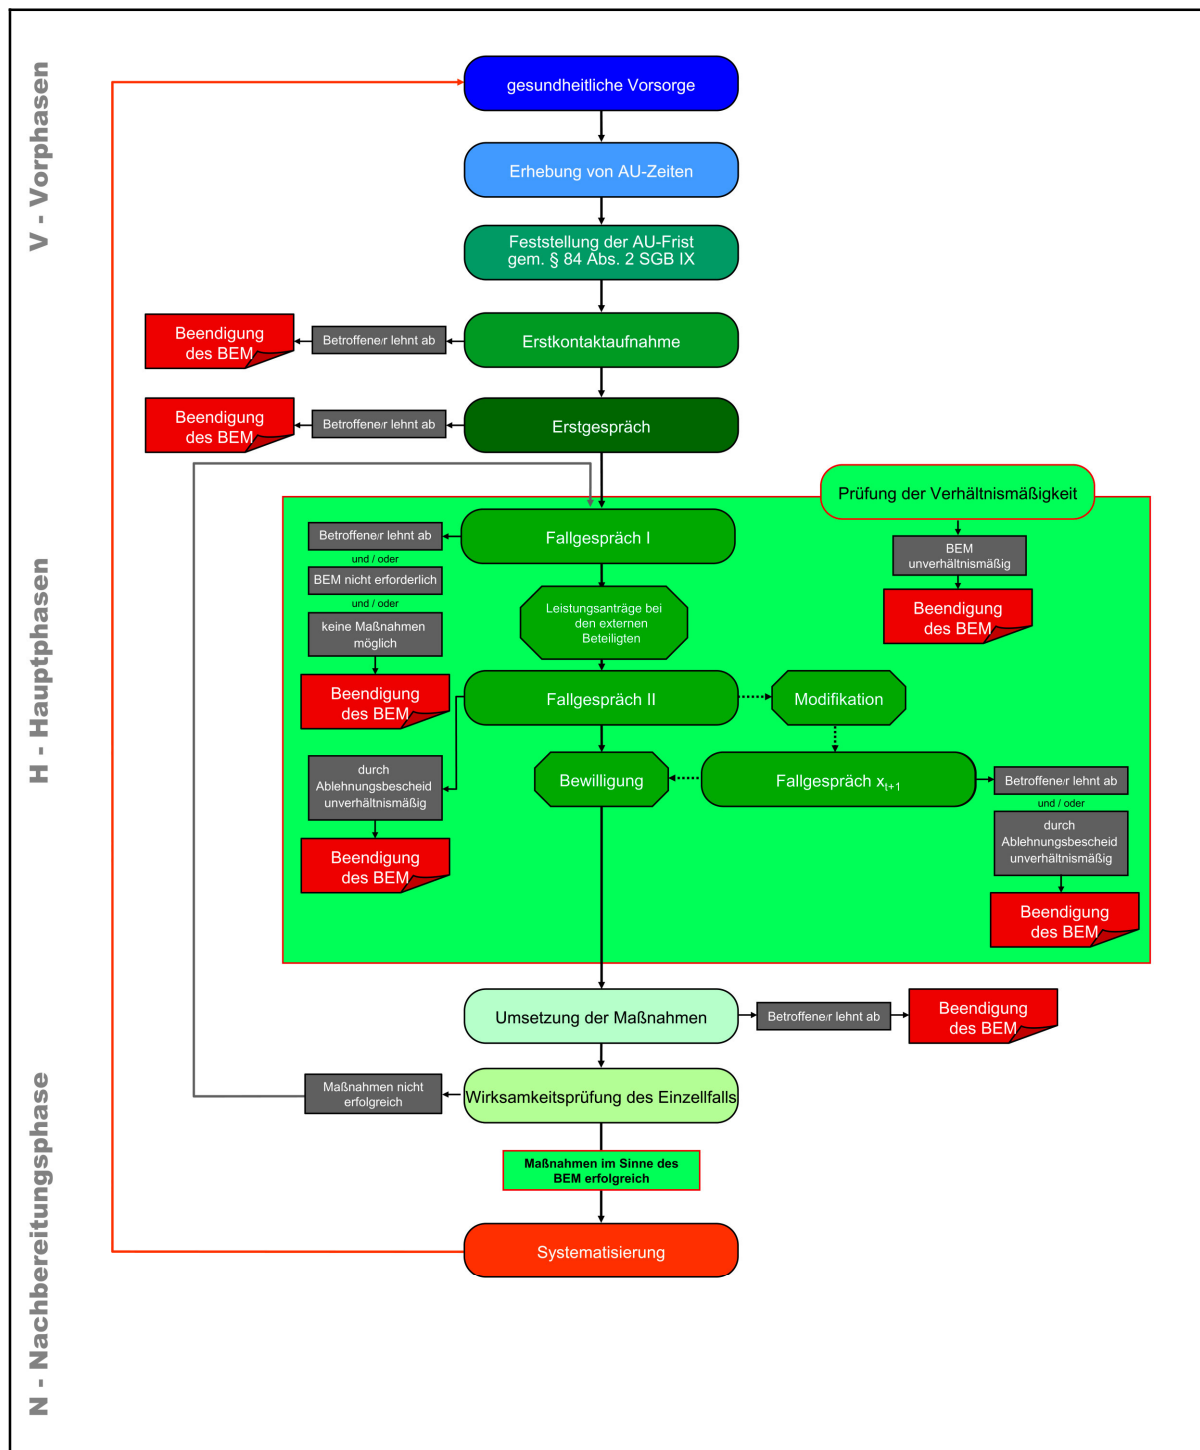 V - Vorphasen
gesundheitliche Vorsorge
Erhebung von AU-Zeiten
Feststellung der AU-Frist
gem. § 84 Abs. 2 SGB IX
Erstkontaktaufnahme
Betroffene/r lehnt ab
Beendigung
des BEM
Erstgespräch
Betroffene/r lehnt ab
Beendigung
des BEM
H - Hauptphasen
Prüfung der Verhältnismäßigkeit
BEM
unverhältnismäßig
Beendigung
des BEM
Fallgespräch I
Betroffene/r lehnt ab
und / oder
BEM nicht erforderlich
und / oder
keine Maßnahmen
möglich
Beendigung
des BEM
Leistungsanträge bei
den externen
Beteiligten
Fallgespräch II
Modifikation
durch
Ablehnungsbescheid
unverhältnismäßig
Beendigung
des BEM
Bewilligung
Fallgespräch xt+1
Betroffene/r lehnt ab
und / oder
durch
Ablehnungsbescheid
unverhältnismäßig
Beendigung
des BEM
N - Nachbereitungsphase
Umsetzung der Maßnahmen
Betroffene/r lehnt ab
Beendigung
des BEM
Wirksamkeitsprüfung des Einzellfalls
Maßnahmen nicht
erfolgreich
Maßnahmen im Sinne des
BEM erfolgreich
Systematisierung